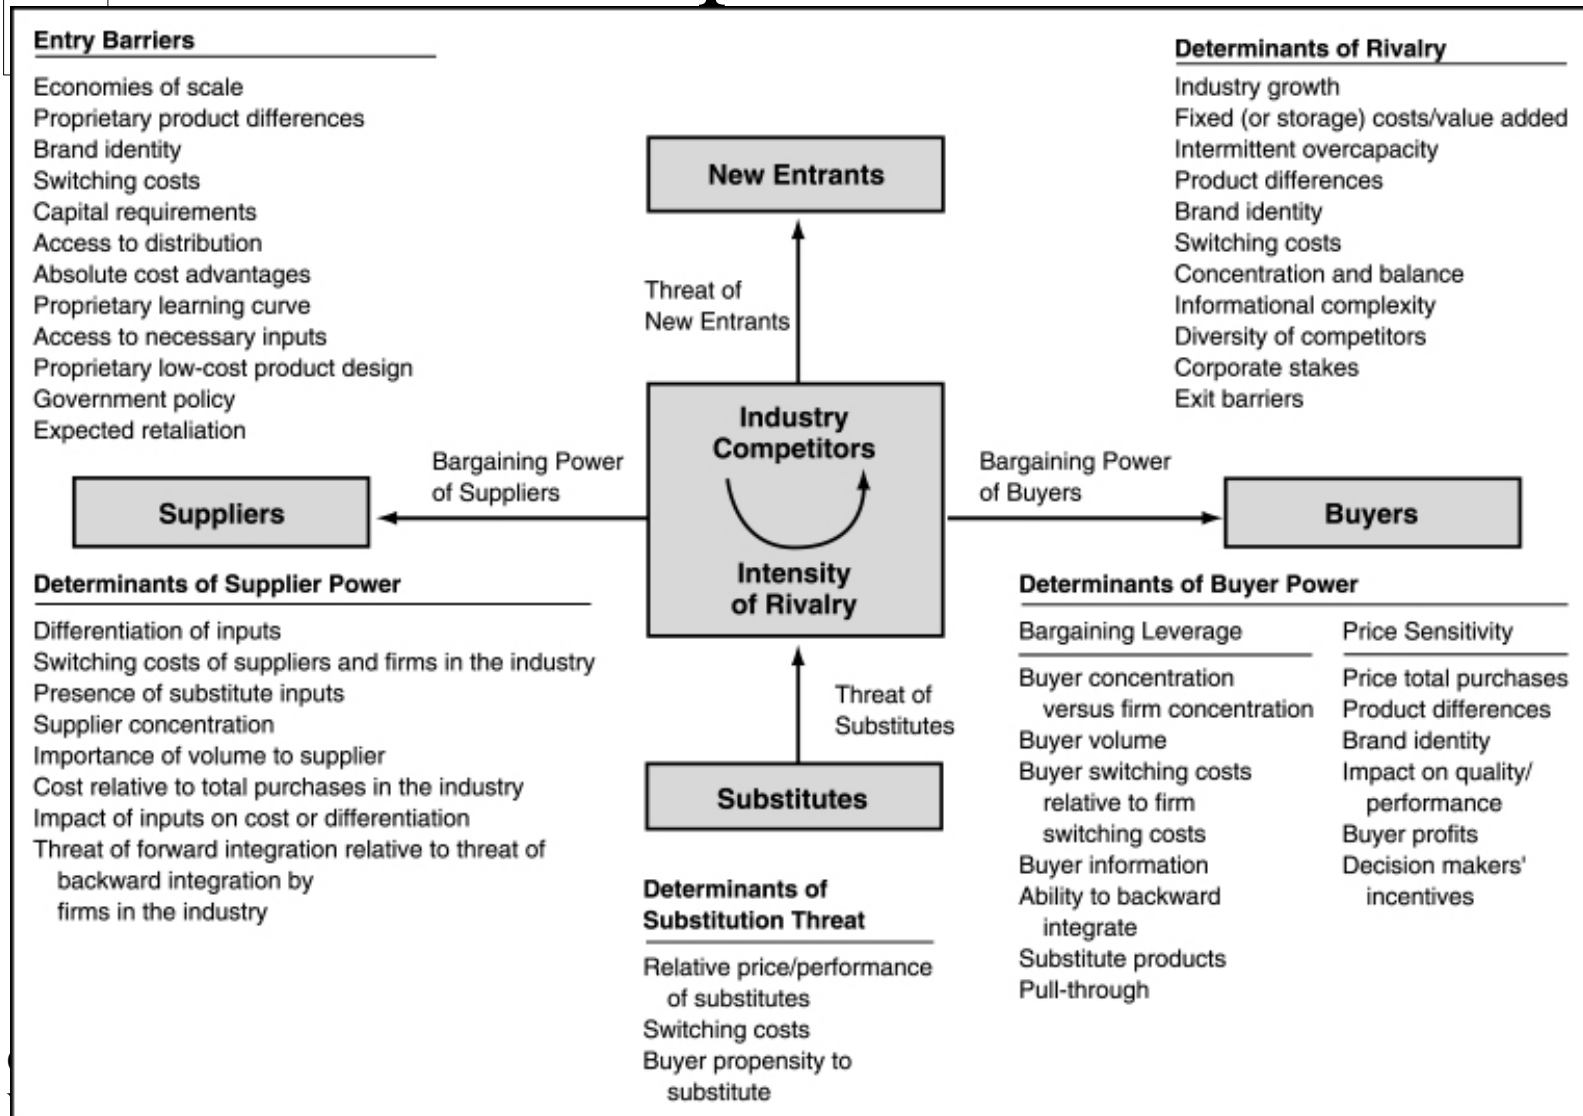 Entry Barriers
Economies of scale
Proprietary product differences
Brand identity
Switching costs
Capital requirements
Access to distribution
Absolute cost advantages
Proprietary learning curve
Access to necessary inputs
Proprietary low-cost product design
Government policy
Expected retaliation
Determinants of Rivalry
Industry growth
Fixed (or storage) costs/value added
Intermittent overcapacity
Product differences
Brand identity
Switching costs
Concentration and balance
Informational complexity
Diversity of competitors
Corporate stakes
Exit barriers
New Entrants
Threat of
New Entrants
Industry
Competitors
Intensity
of Rivalry
Bargaining Power
of Suppliers
Suppliers
Bargaining Power
of Buyers
Buyers
Threat of
Substitutes
Substitutes
Determinants of Supplier Power
Differentiation of inputs
Switching costs of suppliers and firms in the industry
Presence of substitute inputs
Supplier concentration
Importance of volume to supplier
Cost relative to total purchases in the industry
Impact of inputs on cost or differentiation
Threat of forward integration relative to threat of
backward integration by
firms in the industry
Determinants of
Substitution Threat
Relative price/performance
of substitutes
Switching costs
Buyer propensity to
substitute
Determinants of Buyer Power
Bargaining Leverage
Buyer concentration
versus firm concentration
Buyer volume
Buyer switching costs
relative to firm
switching costs
Buyer information
Ability to backward
integrate
Substitute products
Pull-through
Price Sensitivity
Price total purchases
Product differences
Brand identity
Impact on quality/
performance
Buyer profits
Decision makers'
incentives